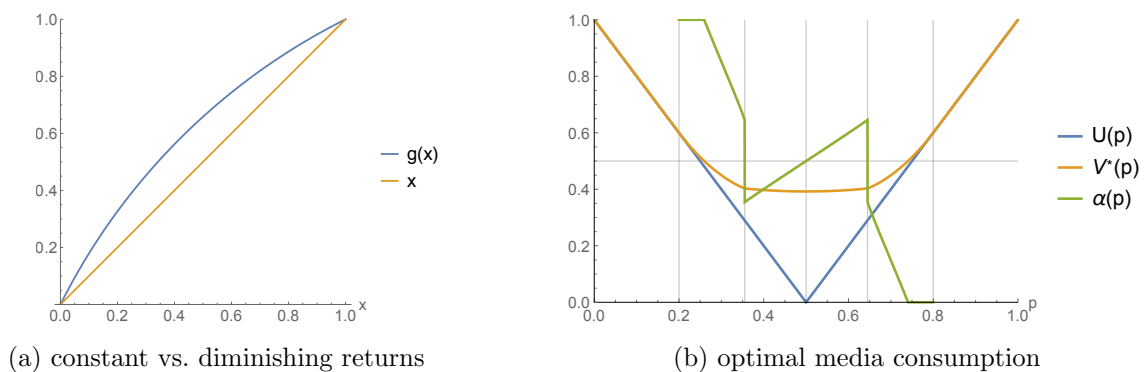 1.0
0.8
0.6
0.4
0.2
0.0 0.2 0.4 0.6 0.8 1.0
x
g(x)
x
(a) constant vs. diminishing returns
1.0
0.8
0.6
0.4
0.2
0.0
0.0 0.2 0.4 0.6 0.8 1.0
p
U(p)
V*(p)
α(p)
(b) optimal media consumption